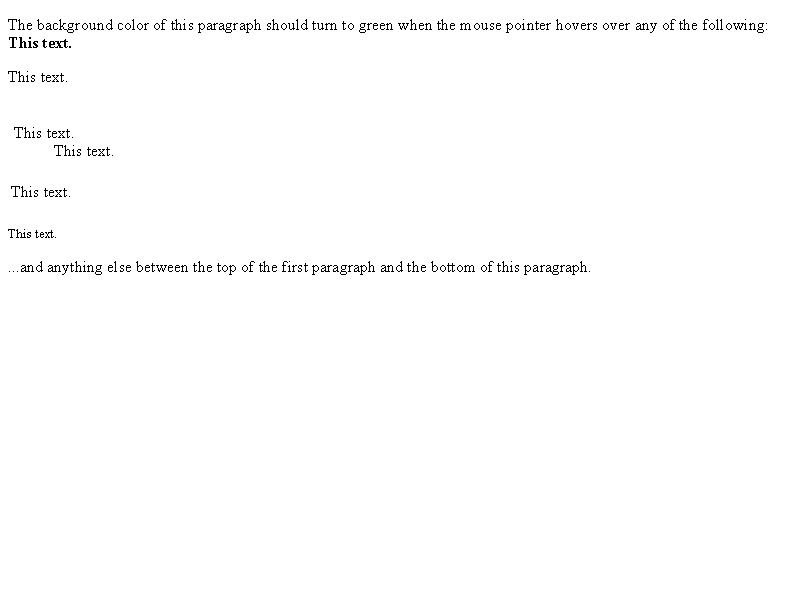 The background color of this paragraph should turn to green when the mouse pointer hovers over any of the following:
This text.
This text.
This text.
This text.
This text.
This text.
...and anything else between the top of the first paragraph and the bottom of this paragraph.